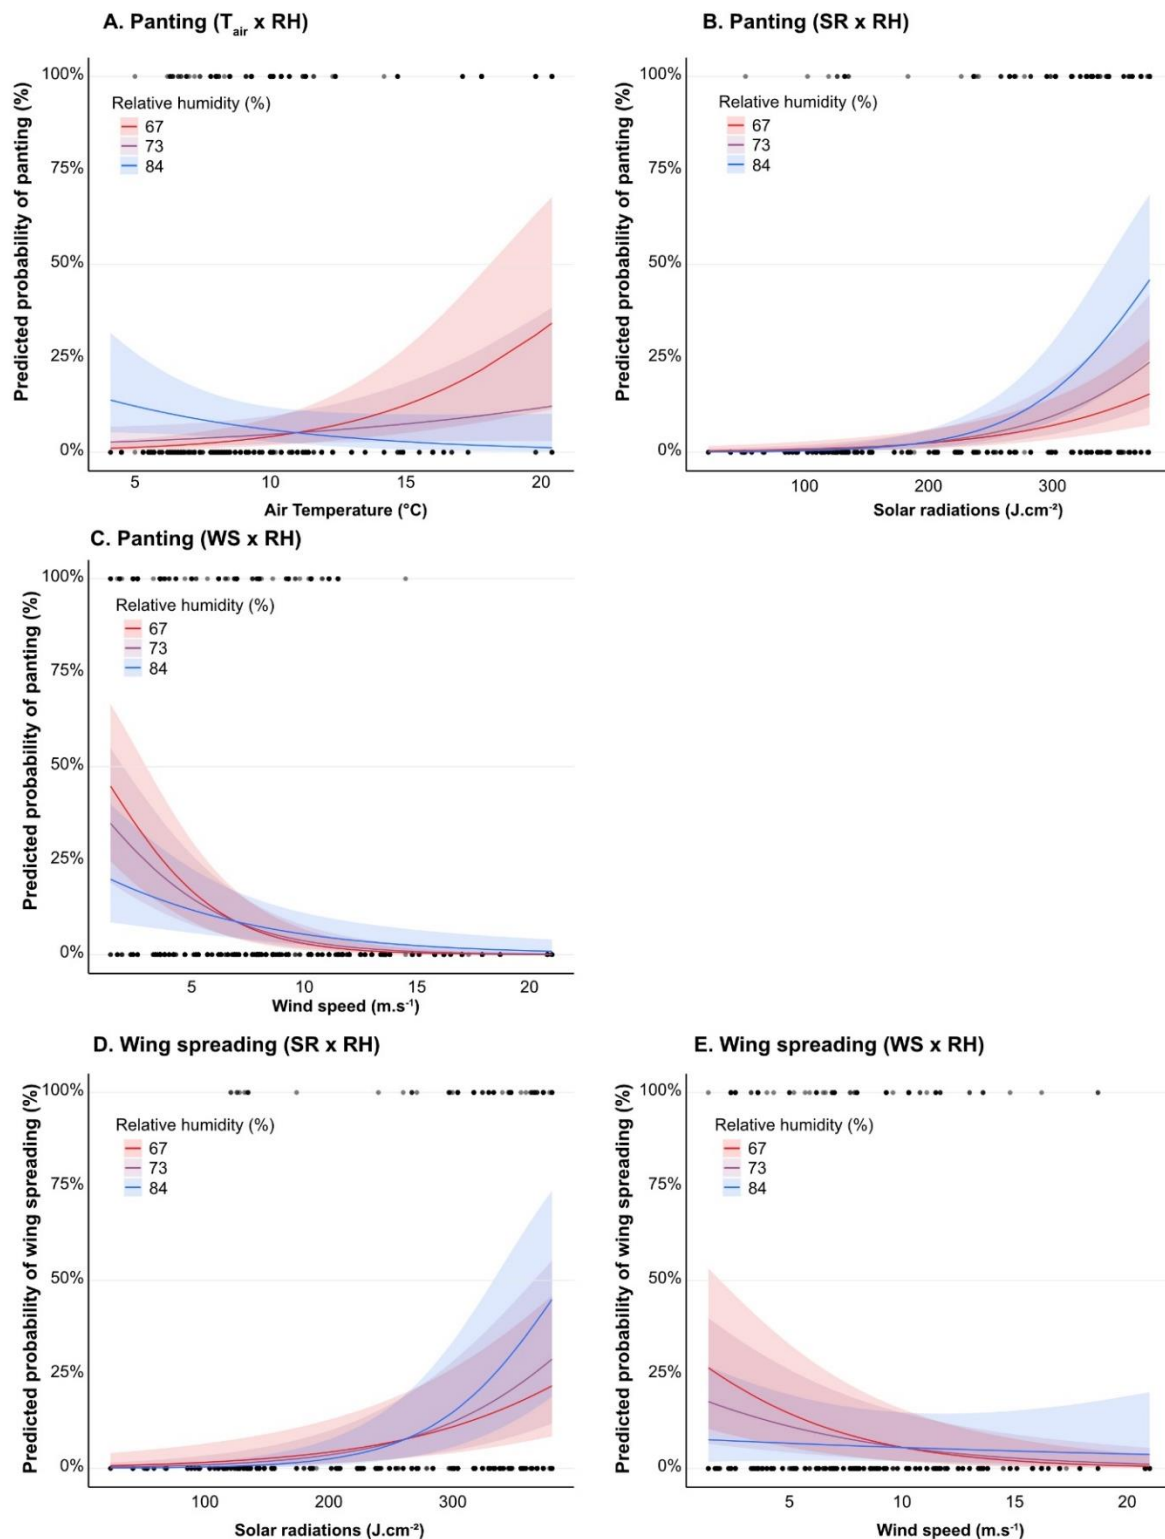 A. Panting (Tair x RH)
Predicted probability of panting (%)
100%
75%
50%
25%
0%
Relative humidity (%)
67
73
84
5
10
15
20
Air Temperature (°C)
B. Panting (SR x RH)
Predicted probability of panting (%)
100%
75%
50%
25%
0%
Relative humidity (%)
67
73
84
100
200
300
Solar radiations (J.cm-²)
C. Panting (WS x RH)
Predicted probability of panting (%)
100%
75%
50%
25%
0%
Relative humidity (%)
67
73
84
5
10
15
20
Wind speed (m.s-¹)
D. Wing spreading (SR x RH)
Predicted probability of wing spreading (%)
100%
75%
50%
25%
0%
Relative humidity (%)
67
73
84
100
200
300
Solar radiations (J.cm-²)
E. Wing spreading (WS x RH)
Predicted probability of wing spreading (%)
100%
75%
50%
25%
0%
Relative humidity (%)
67
73
84
5
10
15
20
Wind speed (m.s-¹)